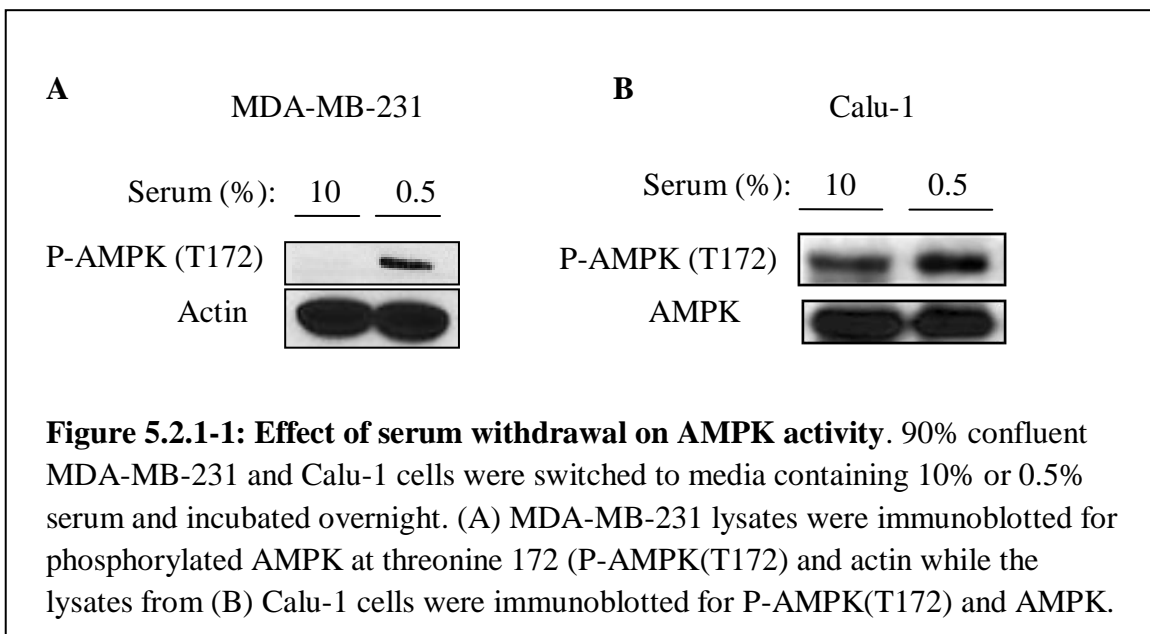 A B
MDA-MB-231 Calu-1
Serum (%): 10 0.5 Serum (%): 10 0.5
P-AMPK (T172) P-AMPK (T172)
Actin AMPK
Figure 5.2.1-1: Effect of serum withdrawal on AMPK activity. 90% confluent
MDA-MB-231 and Calu-1 cells were switched to media containing 10% or 0.5%
serum and incubated overnight. (A) MDA-MB-231 lysates were immunoblotted for
phosphorylated AMPK at threonine 172 (P-AMPK(T172) and actin while the
lysates from (B) Calu-1 cells were immunoblotted for P-AMPK(T172) and AMPK.